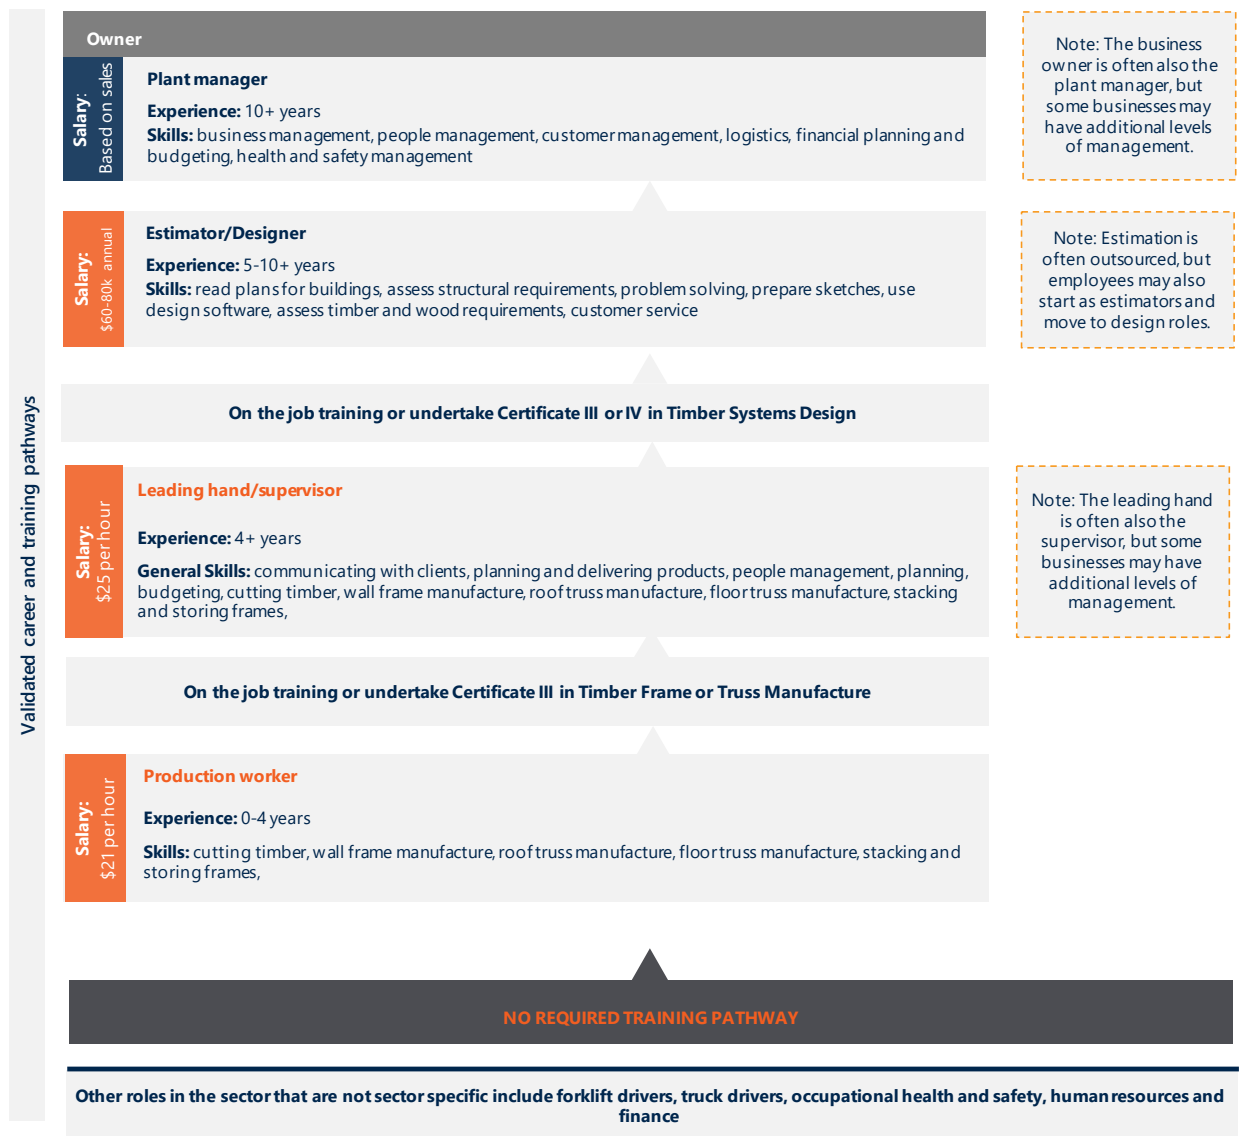 Validated career and training pathways
Owner
Salary:
Based on sales
Plant manager
Experience: 10+ years
Skills: business management, people management, customer management, logistics, financial planning and
budgeting, health and safety management
Note: The business
owner is often also the
plant manager, but
some businesses may
have additional levels
of management.
Salary:
$60-80k annual
Estimator/Designer
Experience: 5-10+ years
Skills: read plans for buildings, assess structural requirements, problem solving, prepare sketches, use
design software, assess timber and wood requirements, customer service
Note: Estimation is
often outsourced, but
employees may also
start as estimators and
move to design roles.
On the job training or undertake Certificate III or IV in Timber Systems Design
Salary:
$25 per hour
Leading hand/supervisor
Experience: 4+ years
General Skills: communicating with clients, planning and delivering products, people management, planning,
budgeting, cutting timber, wall frame manufacture, roof truss manufacture, floor truss manufacture, stacking
and storing frames,
Note: The leading hand
is often also the
supervisor, but some
businesses may have
additional levels of
management.
On the job training or undertake Certificate III in Timber Frame or Truss Manufacture
Salary:
$21 per hour
Production worker
Experience: 0-4 years
Skills: cutting timber, wall frame manufacture, roof truss manufacture, floor truss manufacture, stacking and
storing frames,
NO REQUIRED TRAINING PATHWAY
Other roles in the sector that are not sector specific include forklift drivers, truck drivers, occupational health and safety, human resources and
finance